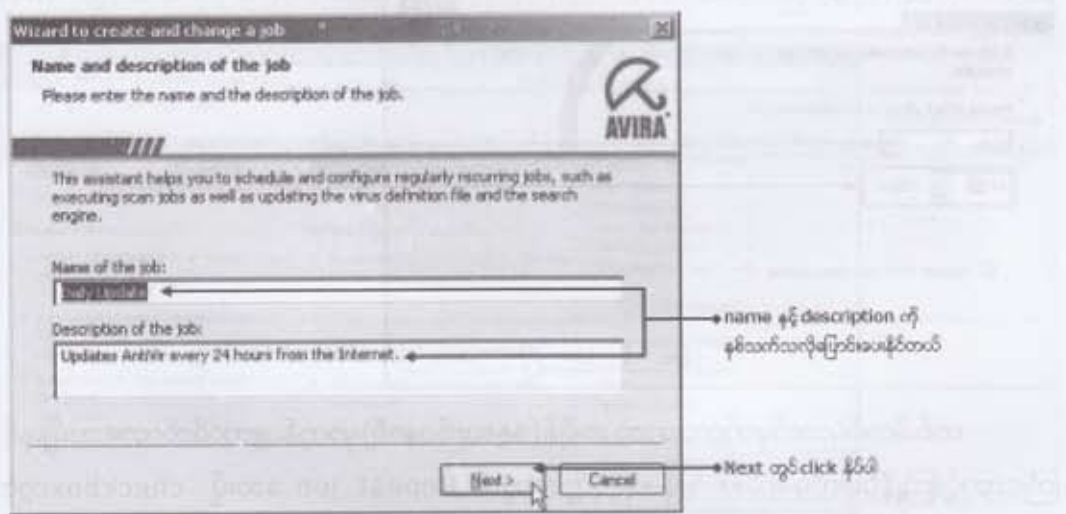 Wizard to create and change a job
Name and description of the job
Please enter the name and the description of the job.
AVIRA
This assistant helps you to schedule and configure regularly recurring jobs, such as
executing scan jobs as well as updating the virus definition file and the search
engine.
Name of the job:
Daily Update
Description of the job:
Updates AntiVir every 24 hours from the Internet.
name နှင့် description ကို
နှစ်သက်သလိုပြောင်းပေးနိုင်တယ်
Next >
Cancel
Next တွင် click နှိပ်ပါ